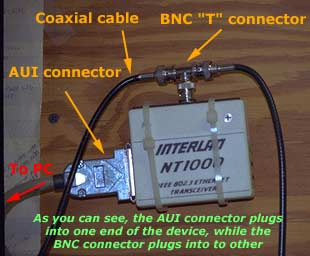 Coaxial cable
BNC "T" connector
AUI connector
INTERLAN
NT1000
IEEE 802.3 ETHERNET
TRANSCEIVER
To PC
As you can see, the AUI connector plugs
into one end of the device, while the
BNC connector plugs into to other